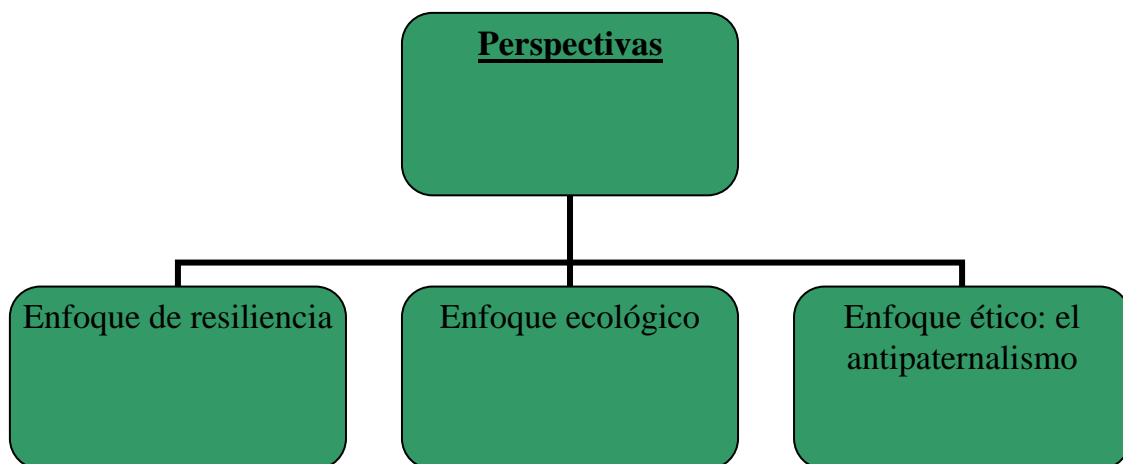 Perspectivas
Enfoque de resiliencia
Enfoque ecológico
Enfoque ético: el
antipaternalismo